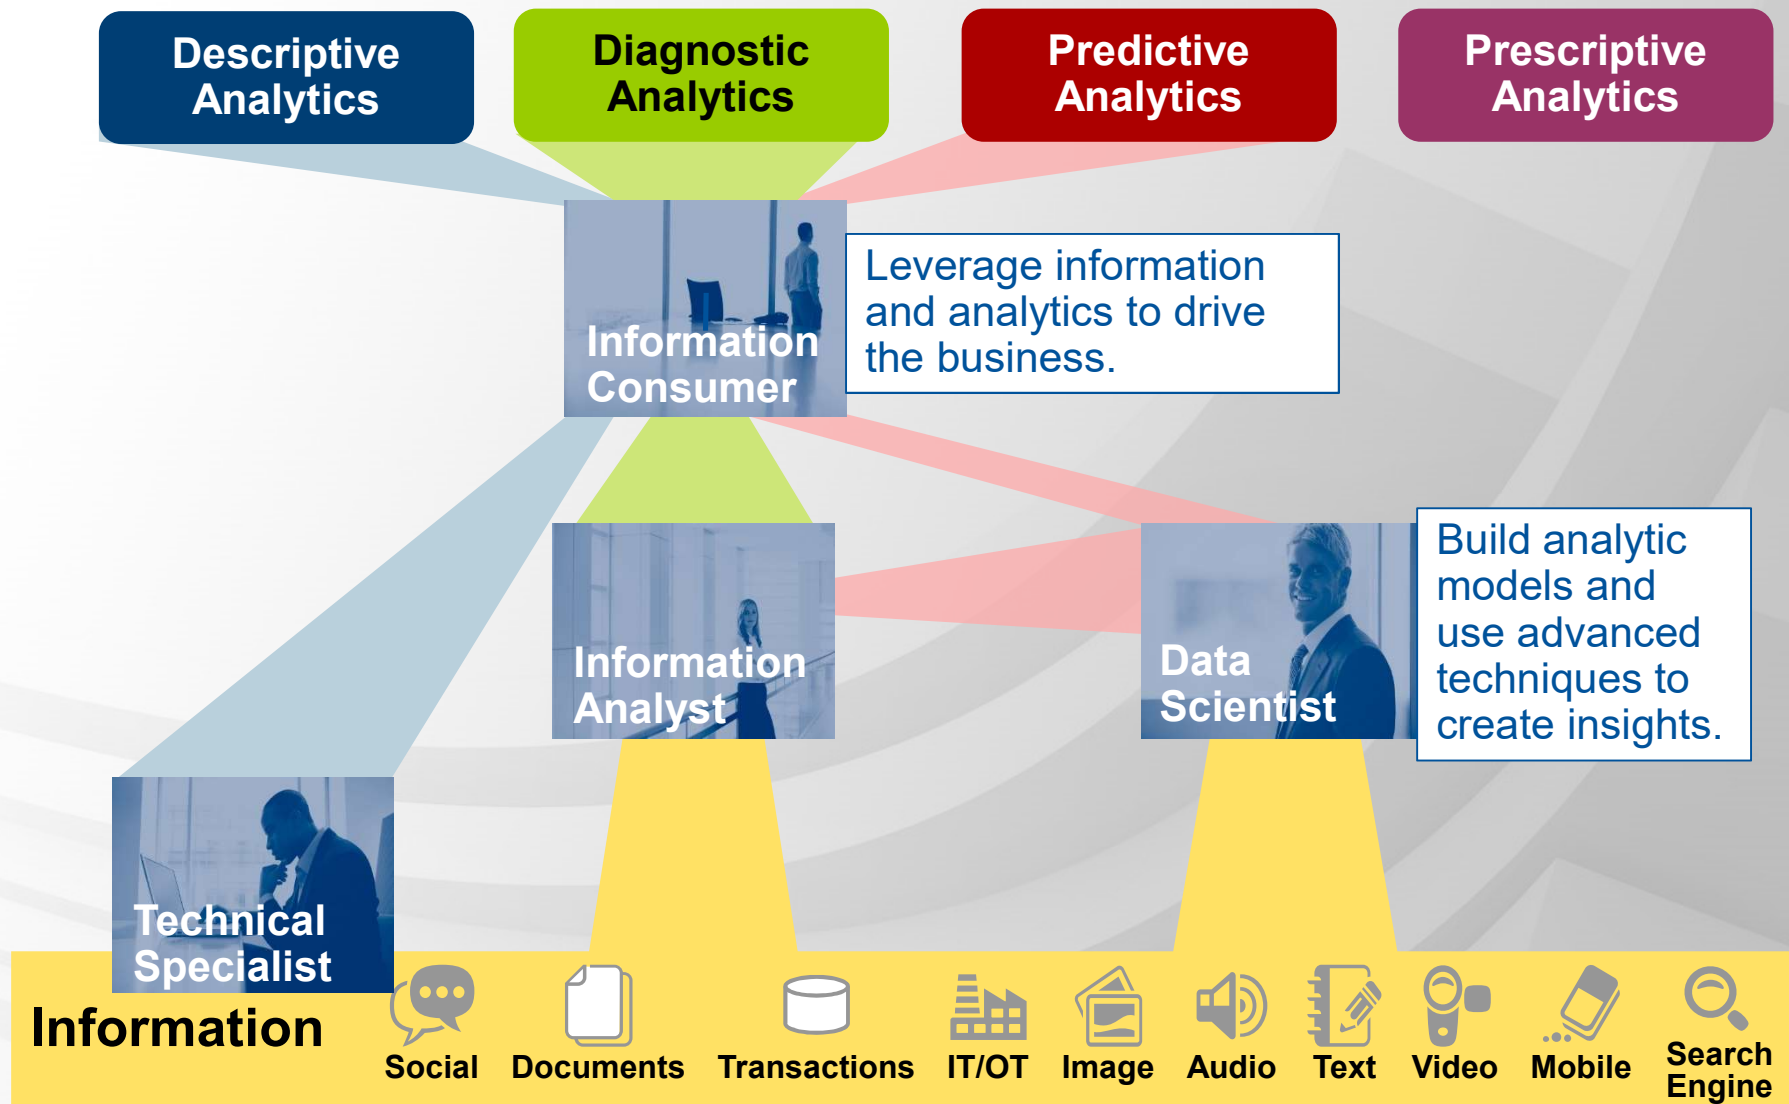 Descriptive
Analytics
Diagnostic
Analytics
Predictive
Analytics
Prescriptive
Analytics
Information
Consumer
Leverage information
and analytics to drive
the business.
Information
Analyst
Data
Scientist
Build analytic
models and
use advanced
techniques to
create insights.
Technical
Specialist
Information
Social
Documents
Transactions
IT/OT
Image
Audio
Text
Video
Mobile
Search
Engine